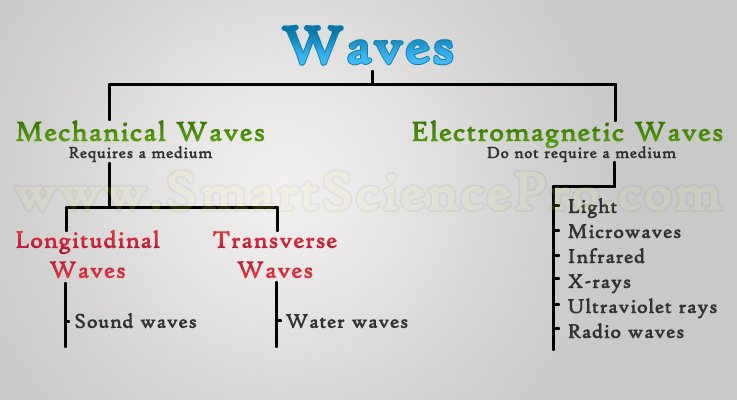 Waves
Mechanical Waves
Requires a medium
Electromagnetic Waves
Do not require a medium
www.SmartSciencePro.com
Longitudinal
Waves
Sound waves
Transverse
Waves
Water waves
Light
Microwaves
Infrared
X-rays
Ultraviolet rays
Radio waves